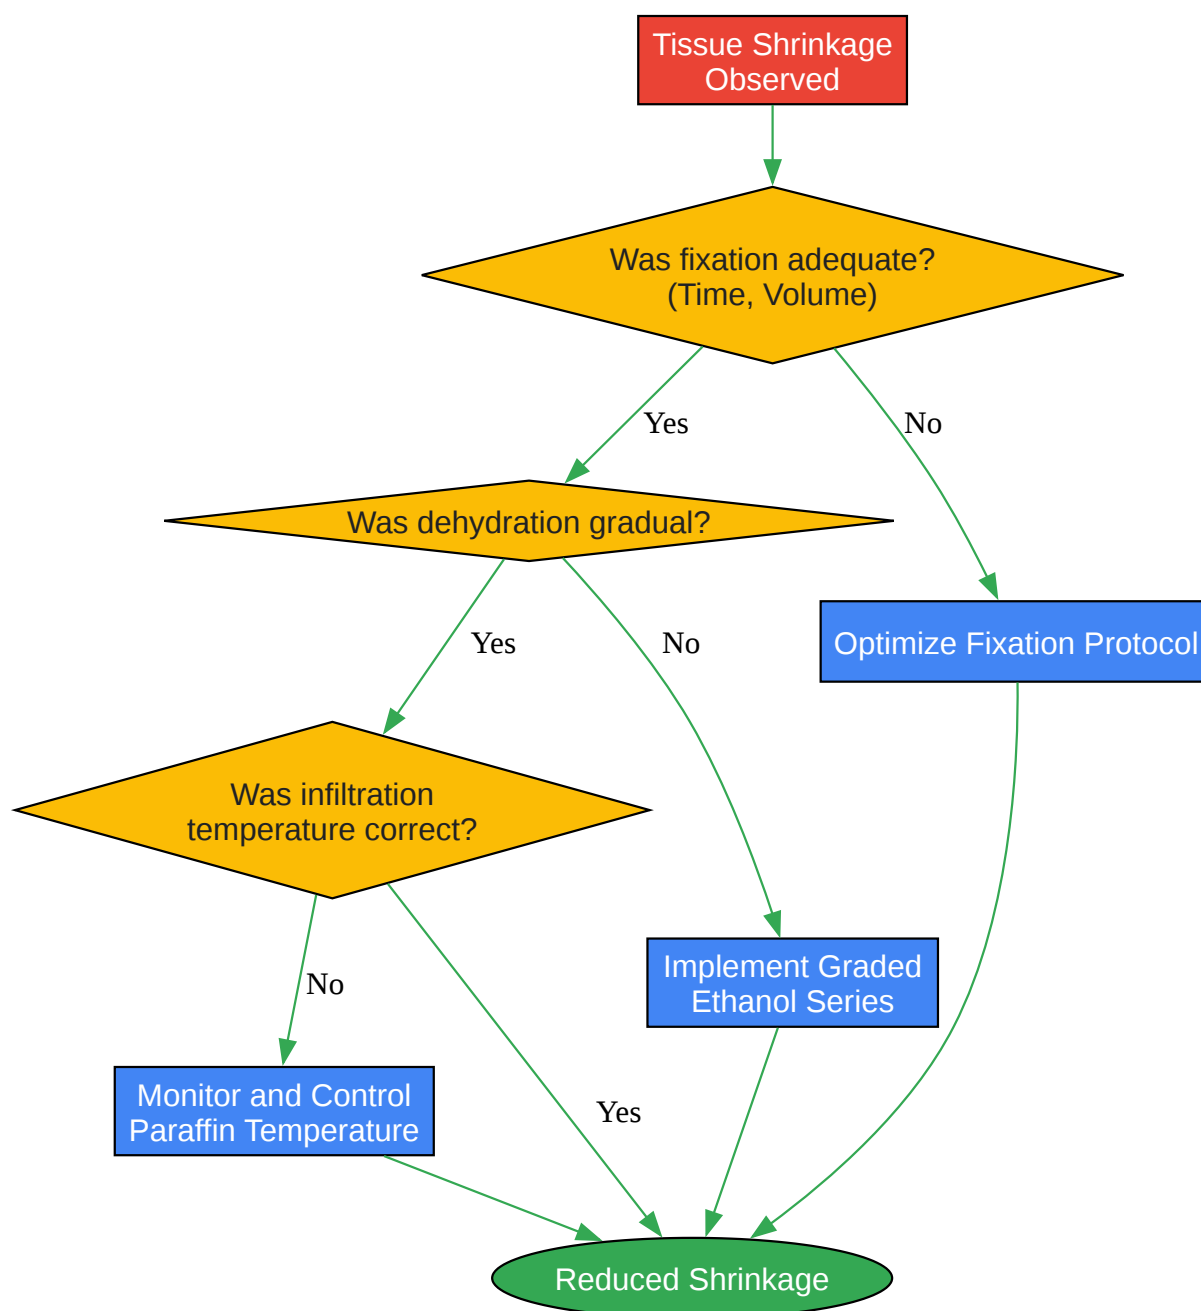 Tissue Shrinkage
Observed
Was fixation adequate?
(Time, Volume)
Yes
No
Was dehydration gradual?
Yes
No
Optimize Fixation Protocol
Was infiltration
temperature correct?
Implement Graded
Ethanol Series
No
Monitor and Control
Paraffin Temperature
Yes
Reduced Shrinkage